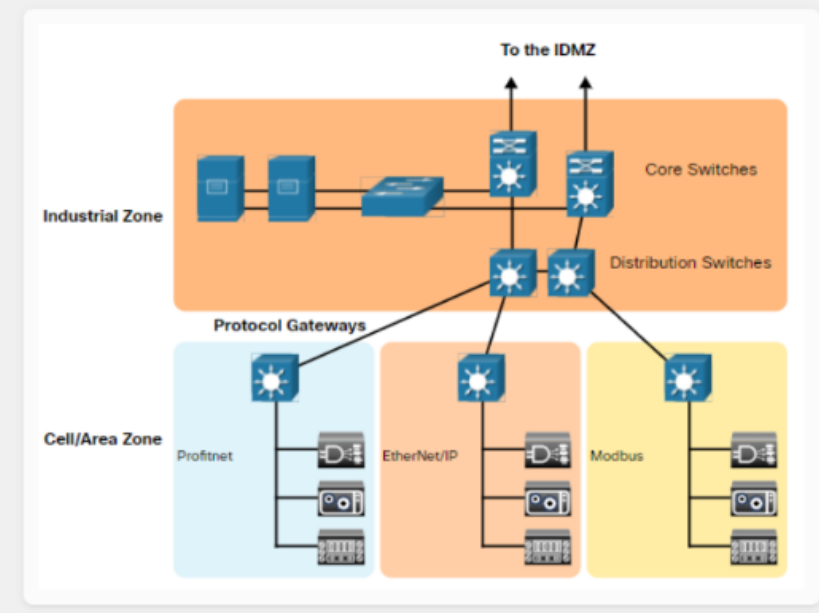 To the IDMZ
Core Switches
Industrial Zone
Distribution Switches
Protocol Gateways
Cell/Area Zone
Profitnet
EtherNet/IP
Modbus